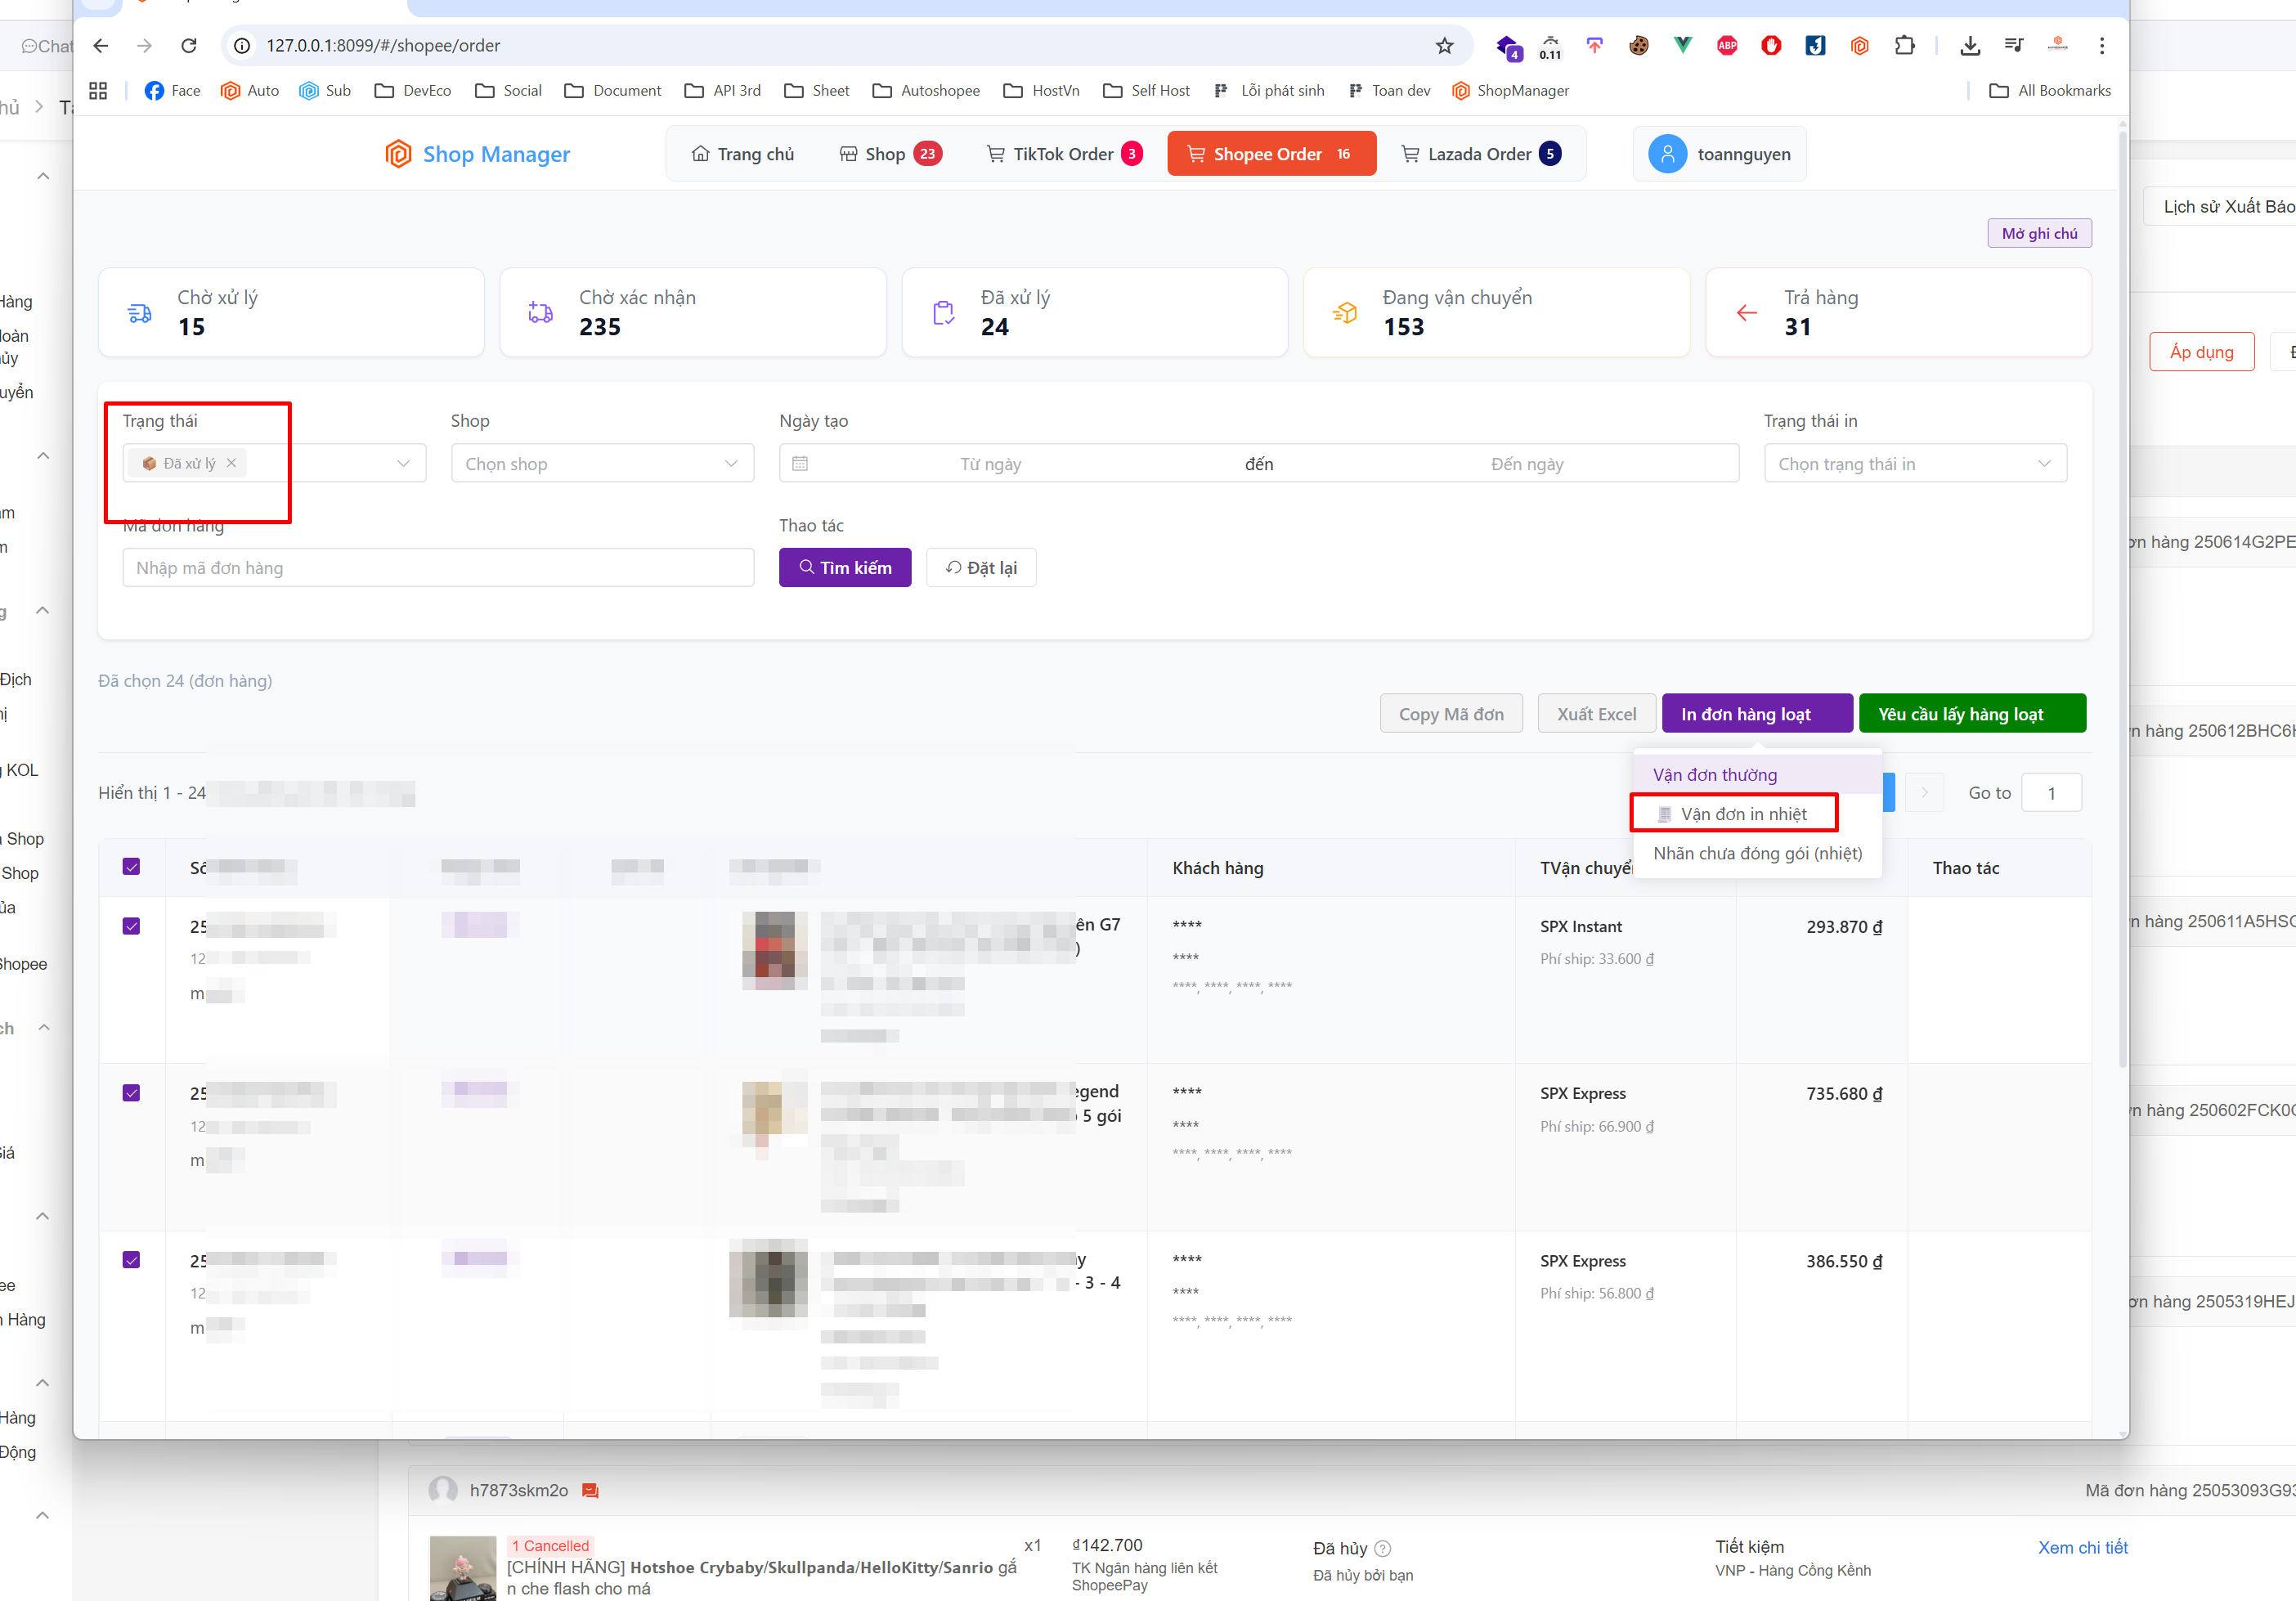 127.0.0.1:8099/#/shopee/order
4
0.11
ABP
Face
Auto
Sub
DevEco
Social
Document
API 3rd
Sheet
Autoshopee
HostVn
Self Host
Lỗi phát sinh
Toan dev
ShopManager
All Bookmarks
Shop Manager
Trang chủ
Shop 23
TikTok Order 3
Shopee Order 16
Lazada Order 5
toannguyen
Mở ghi chú
Chờ xử lý
15
Chờ xác nhận
235
Đã xử lý
24
Đang vận chuyển
153
Trả hàng
31
Trạng thái
Shop
Ngày tạo
Trạng thái in
Đã xử lý
Chọn shop
Từ ngày
đến
Đến ngày
Chọn trạng thái in
Mã đơn hàng
Thao tác
Nhập mã đơn hàng
Tìm kiếm
Đặt lại
Đã chọn 24 (đơn hàng)
Copy Mã đơn
Xuất Excel
In đơn hàng loạt
Yêu cầu lấy hàng loạt
Vận đơn thường
Vận đơn in nhiệt
Nhãn chưa đóng gói (nhiệt)
Hiển thị 1 - 24
Go to
1
Khách hàng
TVận chuyể
Thao tác
25
12
m
ên G7
)
****
****
****, ****, ****, ****
SPX Instant
Phí ship: 33.600 ₫
293.870 ₫
25
12
m
egend
5 gói
****
****
****, ****, ****, ****
SPX Express
Phí ship: 66.900 ₫
735.680 ₫
25
12
m
y
- 3 - 4
****
****
****, ****, ****, ****
SPX Express
Phí ship: 56.800 ₫
386.550 ₫
Chat
hủ
Hàng
uyển
Địch
KOL
Shop
Shop
Shopee
Hàng
Hàng
Động
Lịch sử Xuất Báo
Áp dụng
ơn hàng 250614G2PE
n hàng 250612BHC6
n hàng 250611A5HS
n hàng 250602FCK0
ơn hàng 2505319HEJ
h7873skm2o
Mã đơn hàng 25053093G9
1 Cancelled
[CHÍNH HÃNG] Hotshoe Crybaby/Skullpanda/HelloKitty/Sanrio gắ
n che flash cho má
x1
₫142.700
TK Ngân hàng liên kết
ShopeePay
Đã hủy
Đã hủy bởi bạn
Tiết kiệm
VNP - Hàng Cồng Kềnh
Xem chi tiết